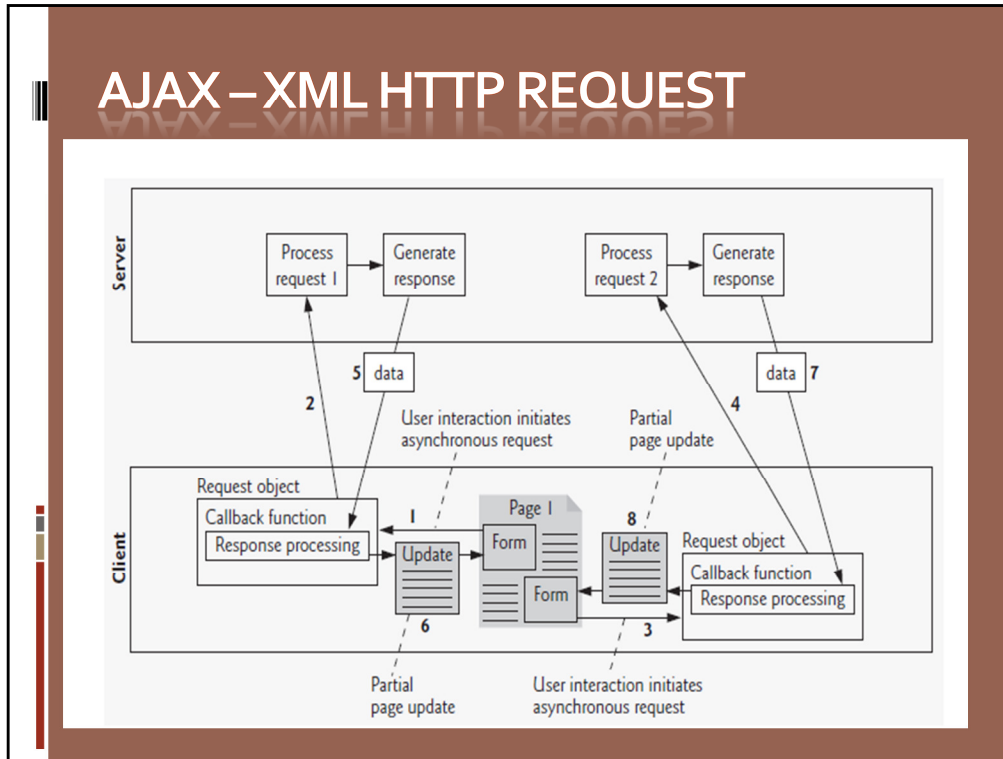 AJAX – XML HTTP REQUEST
Server
Process
request 1
Generate
response
Process
request 2
Generate
response
5 data
data 7
2
4
User interaction initiates
asynchronous request
Partial
page update
Client
Request object
Callback function
Response processing
1
Update
6
Page 1
Form
Form
8
Update
3
Request object
Callback function
Response processing
Partial
page update
User interaction initiates
asynchronous request